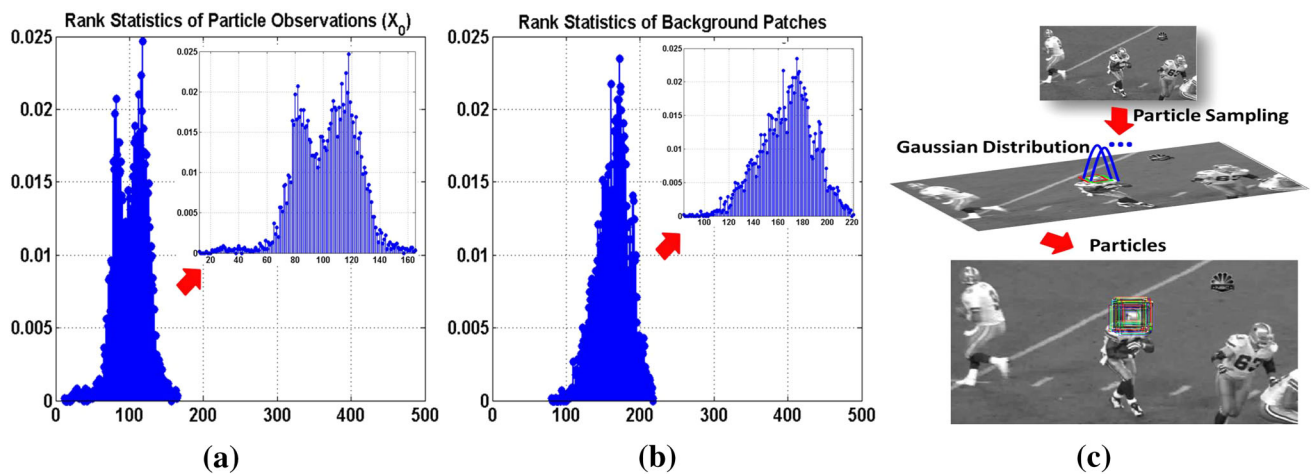 Rank Statistics of Particle Observations (X0)
0.025
0.02
0.015
0.01
0.005
0
0 100 200 300 400 500
0.025
0.02
0.015
0.01
0.005
0.000
20 40 60 80 100 120 140 160
(a)
Rank Statistics of Background Patches
0.025
0.02
0.015
0.01
0.005
0
0 100 200 300 400 500
0.025
0.02
0.015
0.01
0.005
0.000
100 120 140 160 180 200 220
(b)
Particle Sampling
Gaussian Distribution
Particles
63
(c)